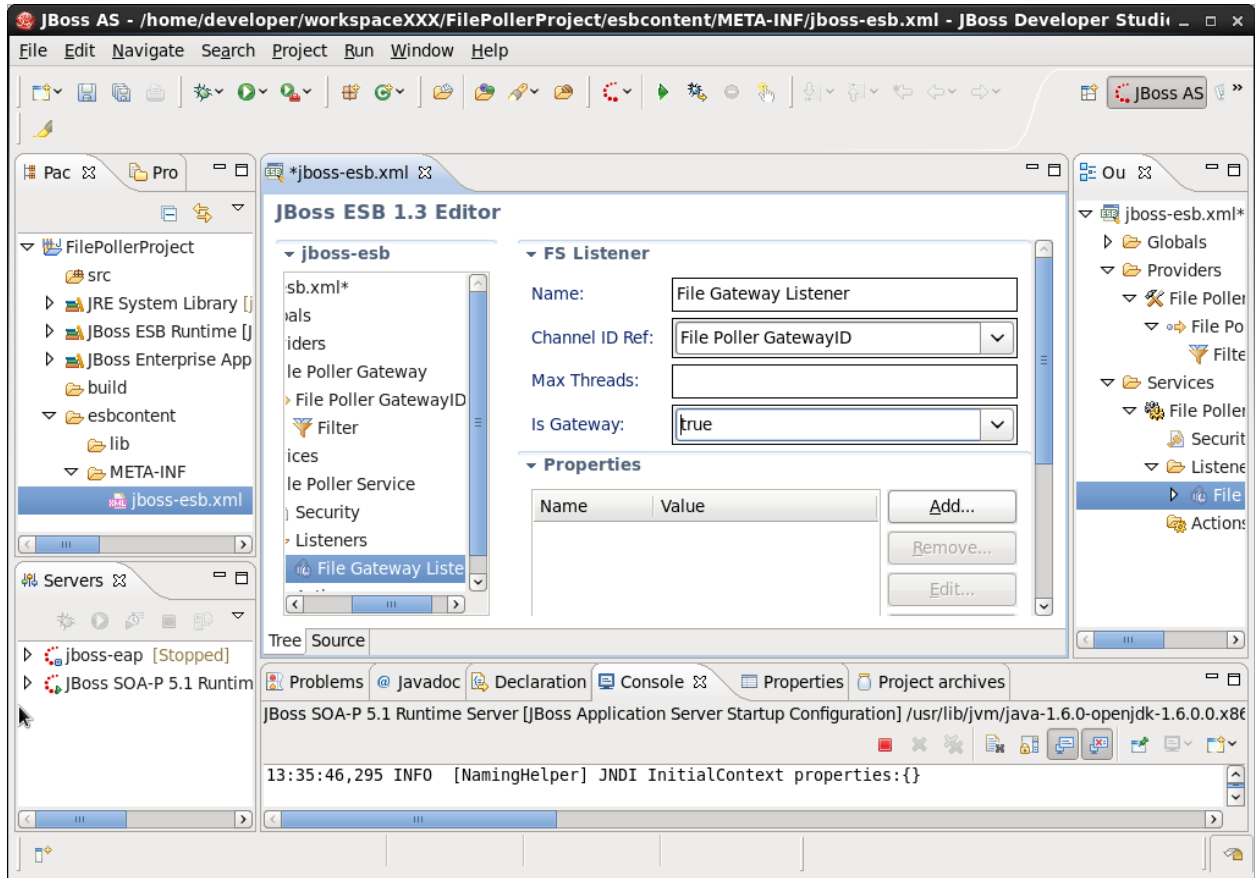 JBoss AS - /home/developer/workspaceXXX/FilePollerProject/esbcontent/META-INF/jboss-esb.xml - JBoss Developer Studi
File Edit Navigate Search Project Run Window Help
JBoss AS
Pac
Pro
FilePollerProject
src
JRE System Library [j
JBoss ESB Runtime [J
JBoss Enterprise App
build
esbcontent
lib
META-INF
jboss-esb.xml
Servers
jboss-eap [Stopped]
JBoss SOA-P 5.1 Runtim
*jboss-esb.xml
JBoss ESB 1.3 Editor
jboss-esb
sb.xml*
als
iders
le Poller Gateway
File Poller GatewayID
Filter
ices
le Poller Service
Security
Listeners
File Gateway Liste
FS Listener
Name: File Gateway Listener
Channel ID Ref: File Poller GatewayID
Max Threads:
Is Gateway: true
Properties
Name Value
Add...
Remove...
Edit...
Tree Source
Problems Javadoc Declaration Console Properties Project archives
JBoss SOA-P 5.1 Runtime Server [JBoss Application Server Startup Configuration] /usr/lib/jvm/java-1.6.0-openjdk-1.6.0.0.x86
13:35:46,295 INFO [NamingHelper] JNDI InitialContext properties:{}
Ou
jboss-esb.xml*
Globals
Providers
File Poller
File Po
Filte
Services
File Poller
Securit
Listene
File
Actions